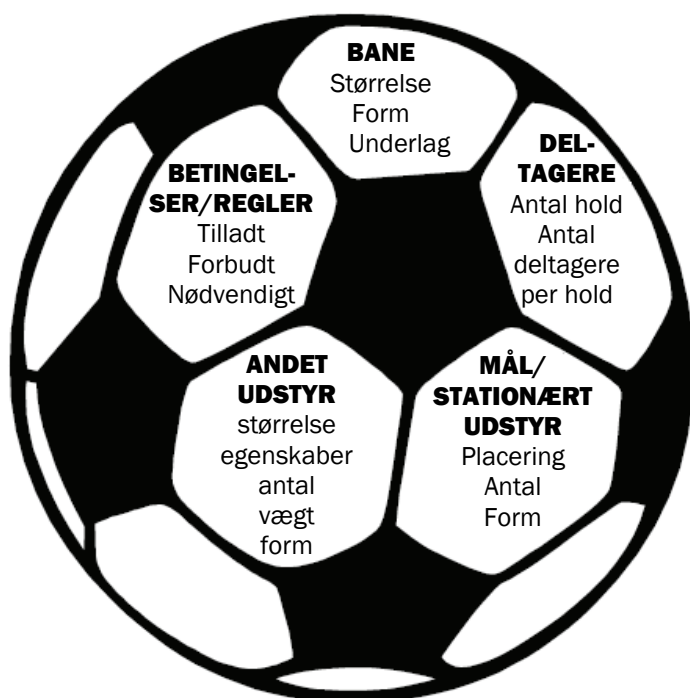 BANE
Størrelse
Form
Underlag
BETINGEL-
SER/REGLER
Tilladt
Forbudt
Nødvendigt
DEL-
TAGERE
Antal hold
Antal
deltagere
per hold
ANDET
UDSTYR
størrelse
egenskaber
antal
vægt
form
MÅL/
STATIONÆRT
UDSTYR
Placering
Antal
Form